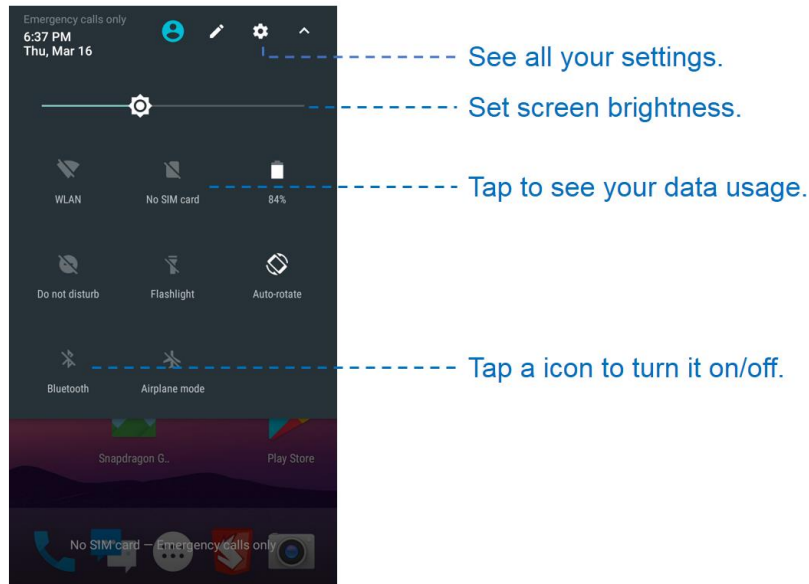 Emergency calls only
6:37 PM
Thu, Mar 16
See all your settings.
Set screen brightness.
WLAN
No SIM card
84%
Tap to see your data usage.
Do not disturb
Flashlight
Auto-rotate
Bluetooth
Airplane mode
Tap a icon to turn it on/off.
Snapdragon G..
Play Store
No SIM card — Emergency calls only